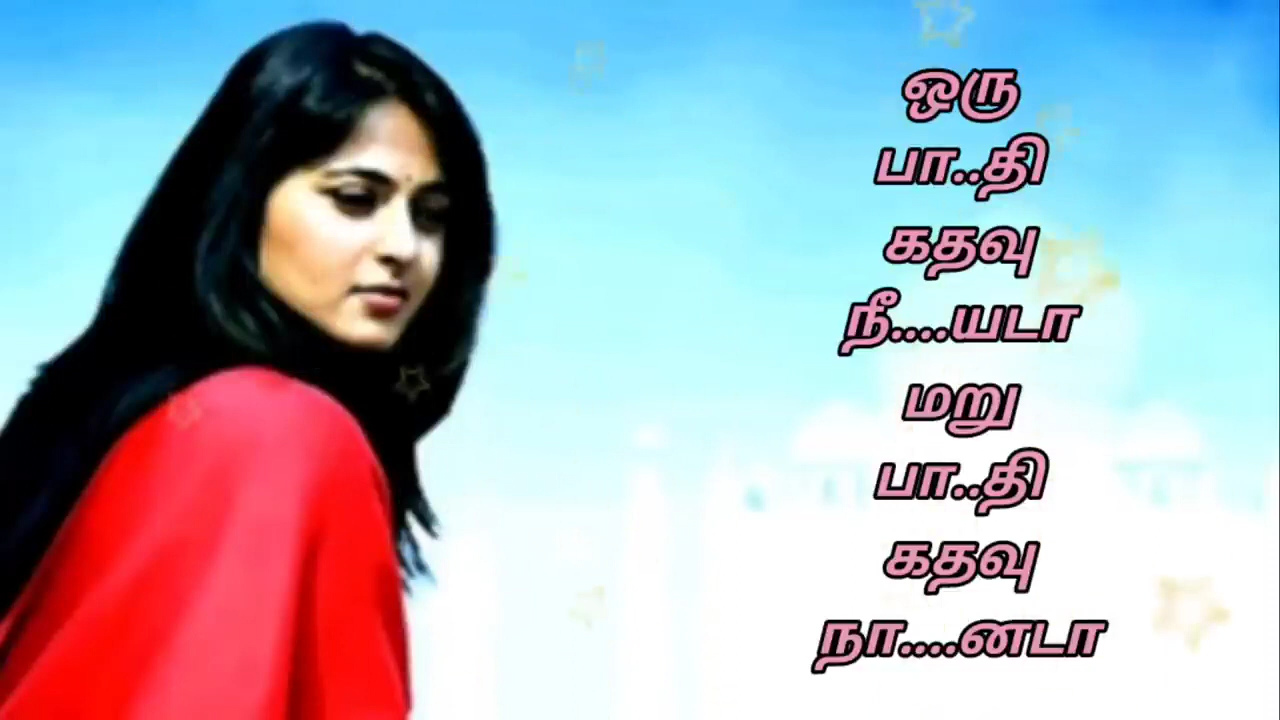 ஒரு
பா..தி
கதவு
நீ....யடா
மறு
பா..தி
கதவு
நா....னடா